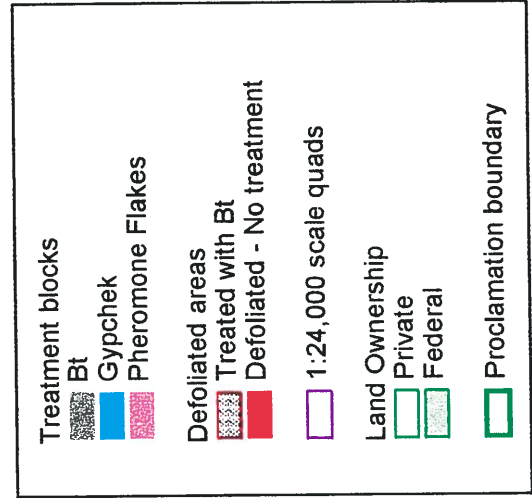 Treatment blocks
Bt
Gypchek
Pheromone Flakes
Defoliated areas
Treated with Bt
Defoliated - No treatment
1:24,000 scale quads
Land Ownership
Private
Federal
Proclamation boundary